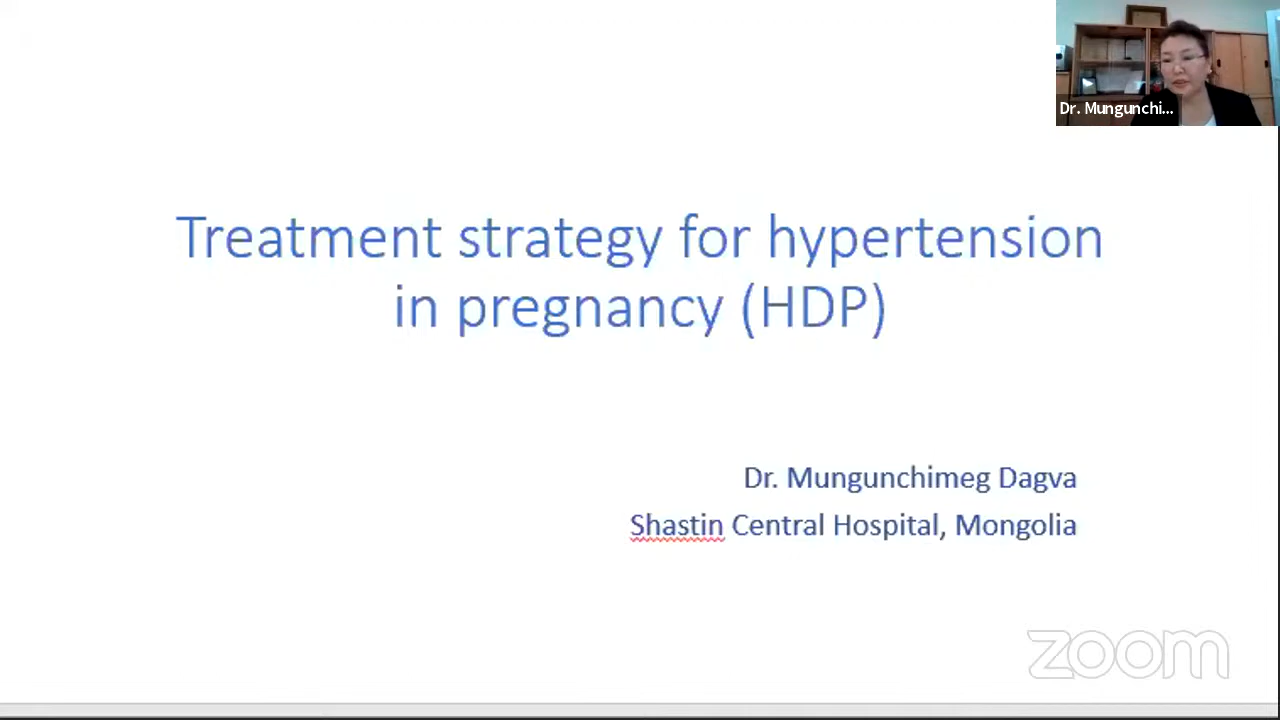 Dr. Mungunchi...
Treatment strategy for hypertension
in pregnancy (HDP)
Dr. Mungunchimeg Dagva
Shastin Central Hospital, Mongolia
zoom